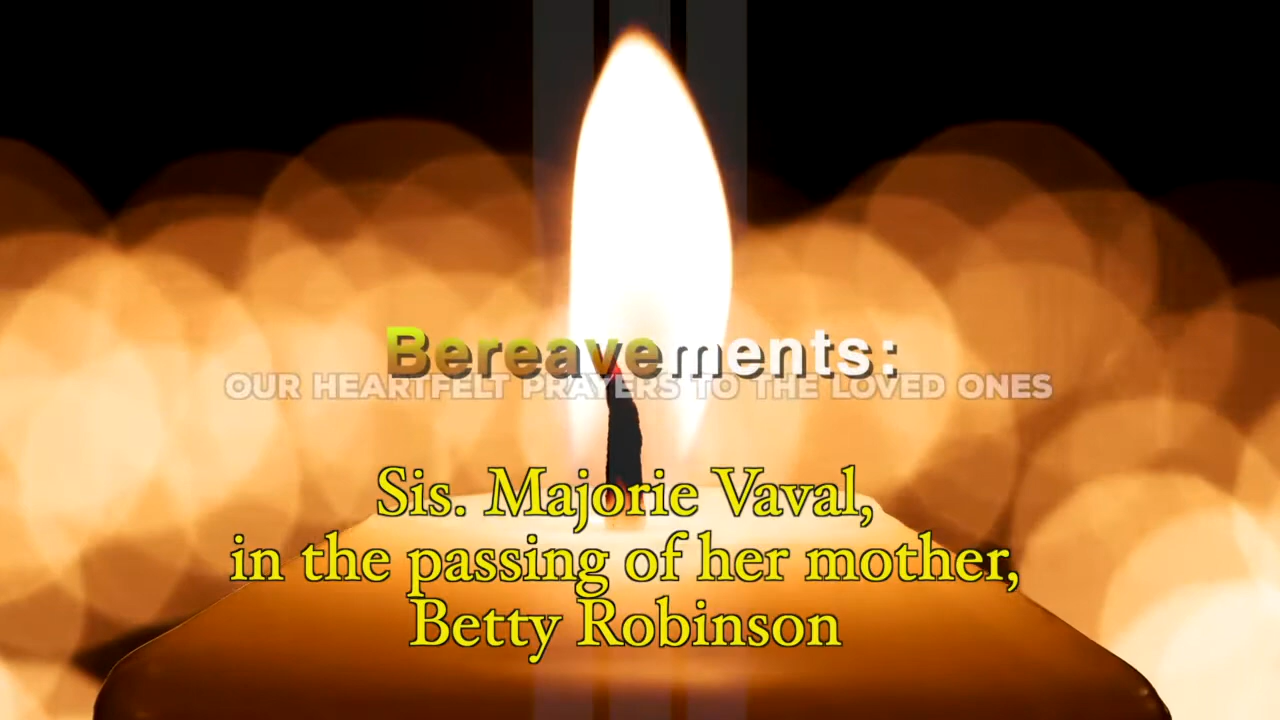 Bereavements:
OUR HEARTFELT PRAYERS TO THE LOVED ONES
Sis. Majorie Vaval,
in the passing of her mother,
Betty Robinson